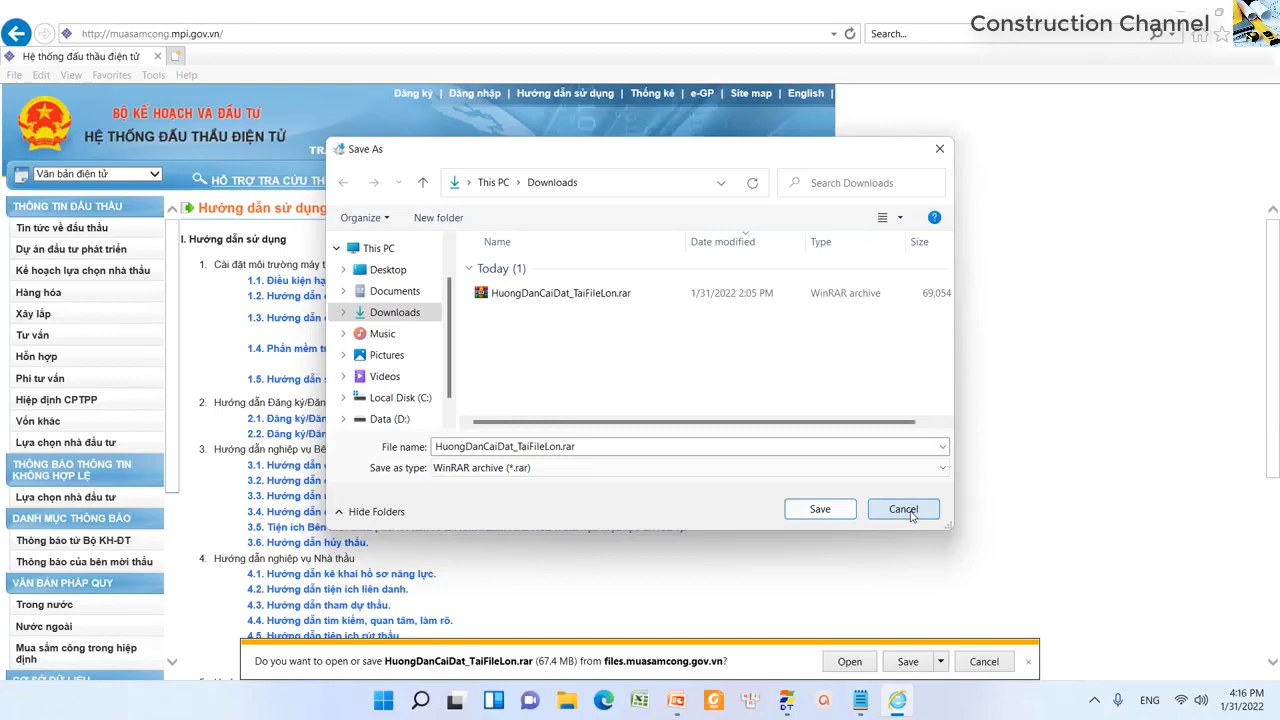 Construction Channel
http://muasamcong.mpi.gov.vn/
Search...
Hệ thống đấu thầu điện tử
File Edit View Favorites Tools Help
Đăng ký | Đăng nhập | Hướng dẫn sử dụng | Thống kê | e-GP | Site map | English |
BỘ KẾ HOẠCH VÀ ĐẦU TƯ
HỆ THỐNG ĐẤU THẦU ĐIỆN TỬ
TRA
Văn bản điện tử
HỖ TRỢ TRA CỨU TH
THÔNG TIN ĐẤU THẦU
Tin tức về đấu thầu
Dự án đầu tư phát triển
Kế hoạch lựa chọn nhà thầu
Hàng hóa
Xây lắp
Tư vấn
Hỗn hợp
Phi tư vấn
Hiệp định CPTPP
Vốn khác
Lựa chọn nhà đầu tư
THÔNG BÁO THÔNG TIN
KHÔNG HỢP LỆ
Lựa chọn nhà đầu tư
DANH MỤC THÔNG BÁO
Thông báo từ Bộ KH-ĐT
Thông báo của bên mời thầu
VĂN BẢN PHÁP QUY
Trong nước
Nước ngoài
Mua sắm công trong hiệp
định
CƠ SỞ DỮ LIỆU
Hướng dẫn sử dụng
I. Hướng dẫn sử dụng
1. Cài đặt môi trường máy t
1.1. Điều kiện hạ
1.2. Hướng dẫn
1.3. Hướng dẫn
1.4. Phần mềm
1.5. Hướng dẫn
2. Hướng dẫn Đăng ký/Đăn
2.1. Đăng ký/Đăn
2.2. Đăng ký/Đăn
3. Hướng dẫn nghiệp vụ Bê
3.1. Hướng dẫn
3.2. Hướng dẫn
3.3. Hướng dẫn
3.4. Hướng dẫn
3.5. Tiện ích Bên
3.6. Hướng dẫn hủy thầu.
4. Hướng dẫn nghiệp vụ Nhà thầu
4.1. Hướng dẫn kê khai hồ sơ năng lực.
4.2. Hướng dẫn tiện ích liên danh.
4.3. Hướng dẫn tham dự thầu.
4.4. Hướng dẫn tìm kiếm, quan tâm, làm rõ.
4.5. Hướng dẫn tiện ích rút thầu
Save As
This PC > Downloads
Search Downloads
Organize New folder
This PC
Desktop
Documents
Downloads
Music
Pictures
Videos
Local Disk (C:)
Data (D:)
Name Date modified Type Size
Today (1)
HuongDanCaiDat_TaiFileLon.rar 1/31/2022 2:05 PM WinRAR archive 69,054
File name: HuongDanCaiDat_TaiFileLon.rar
Save as type: WinRAR archive (*.rar)
Hide Folders
Save Cancel
Do you want to open or save HuongDanCaiDat_TaiFileLon.rar (67.4 MB) from files.muasamcong.gov.vn?
Open Save Cancel
ENG
4:16 PM
1/31/2022